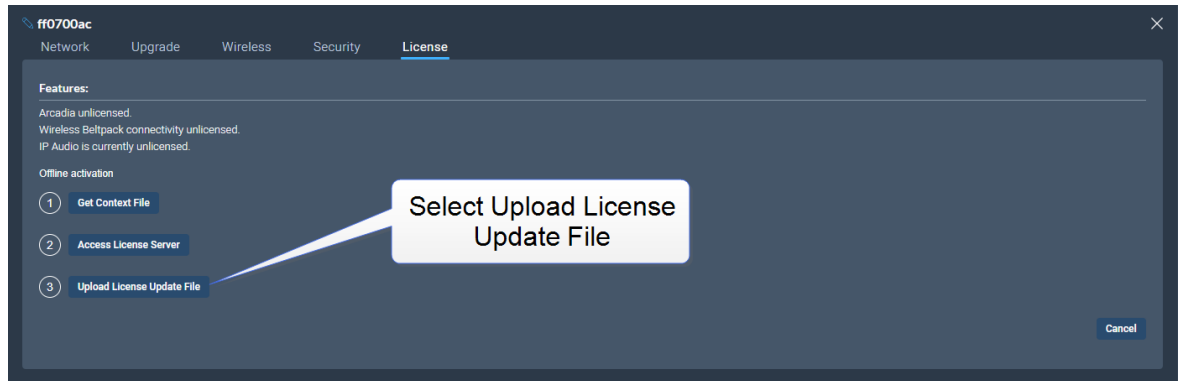 ff0700ac
Network Upgrade Wireless Security License
Features:
Arcadia unlicensed.
Wireless Beltpack connectivity unlicensed.
IP Audio is currently unlicensed.
Offline activation
1 Get Context File
2 Access License Server
3 Upload License Update File
Select Upload License
Update File
Cancel